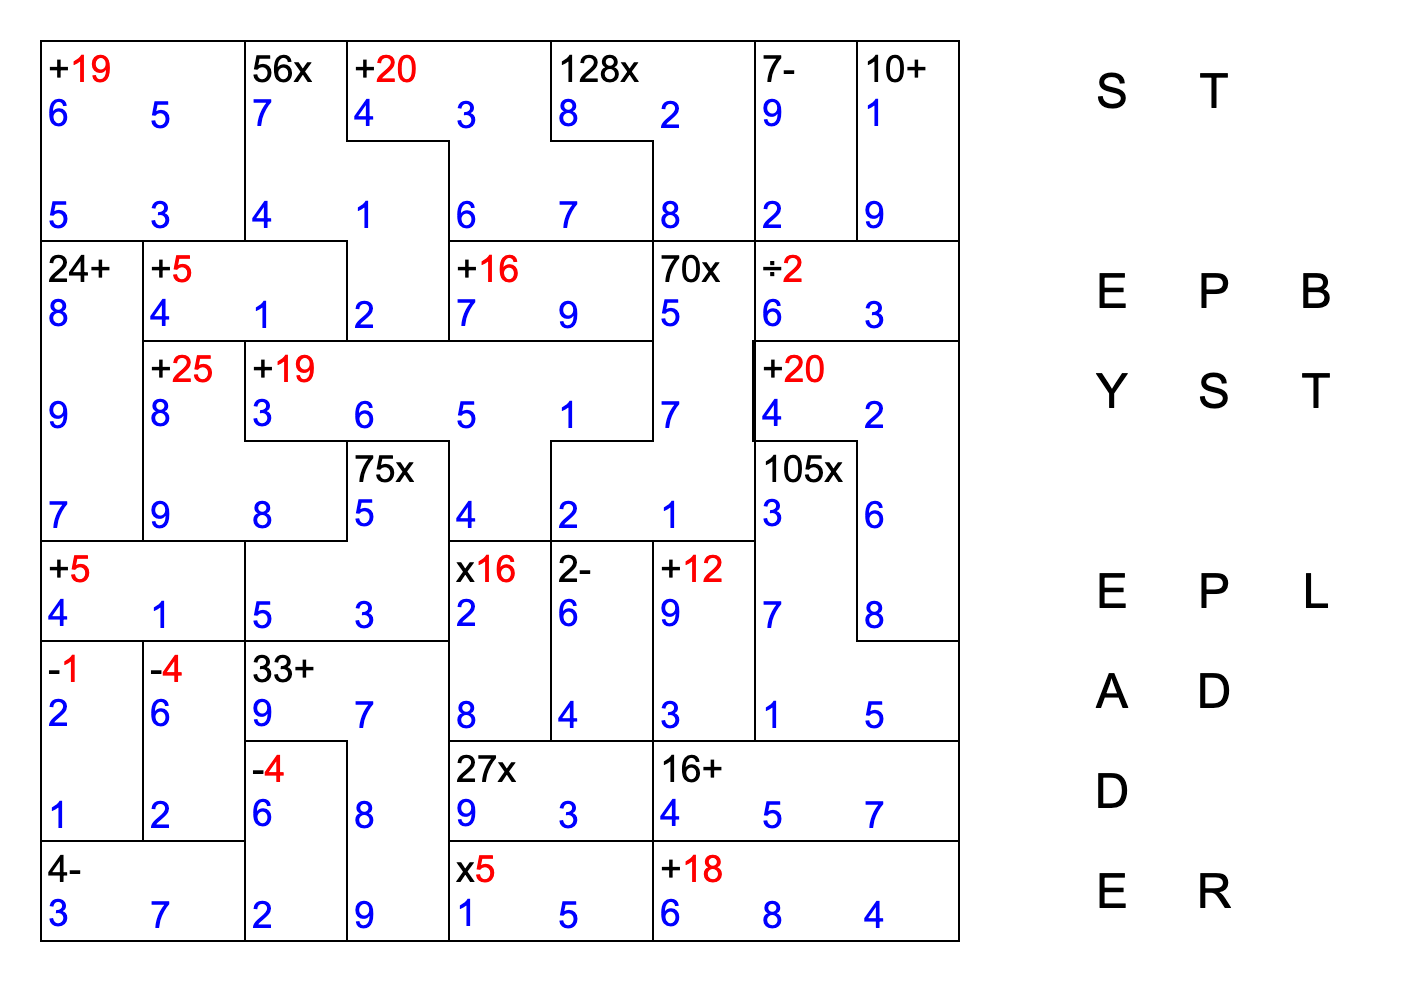 +19 56x +20 128x 7- 10+
6 5 7 4 3 8 2 9 1 S T
5 3 4 1 6 7 8 2 9
24+ +5 +16 70x ÷2
8 4 1 2 7 9 5 6 3 E P B
+25 +19 +20
9 8 3 6 5 1 7 4 2 Y S T
75x 105x
7 9 8 5 4 2 1 3 6
+5 x16 2- +12
4 1 5 3 2 6 9 7 8 E P L
-1 -4 33+
2 6 9 7 8 4 3 1 5 A D
-4 27x 16+
1 2 6 8 9 3 4 5 7 D
4- x5 +18
3 7 2 9 1 5 6 8 4 E R